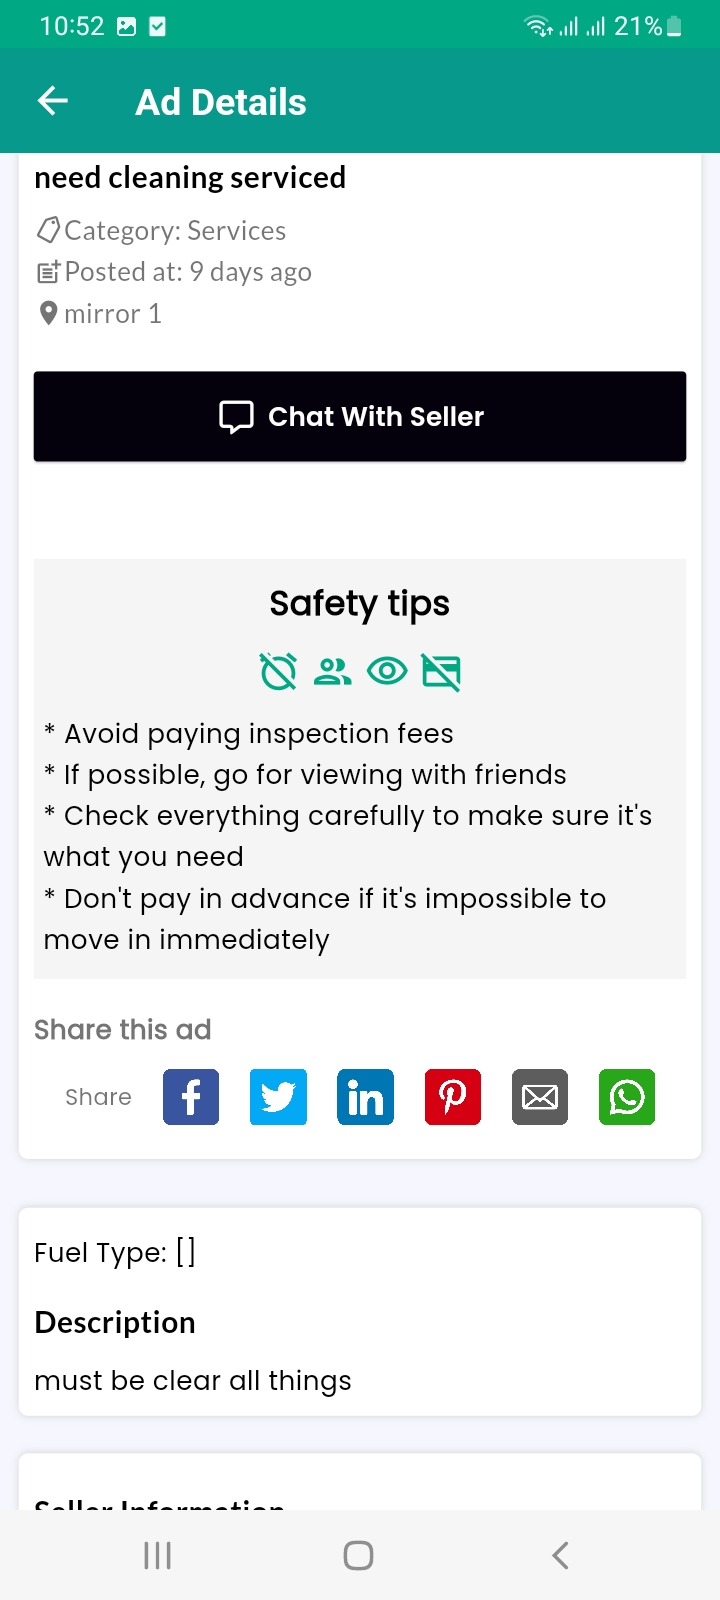 10:52
21%
Ad Details
need cleaning serviced
Category: Services
Posted at: 9 days ago
mirror 1
Chat With Seller
Safety tips
* Avoid paying inspection fees
* If possible, go for viewing with friends
* Check everything carefully to make sure it's
what you need
* Don't pay in advance if it's impossible to
move in immediately
Share this ad
Share
Fuel Type: []
Description
must be clear all things
Seller Information